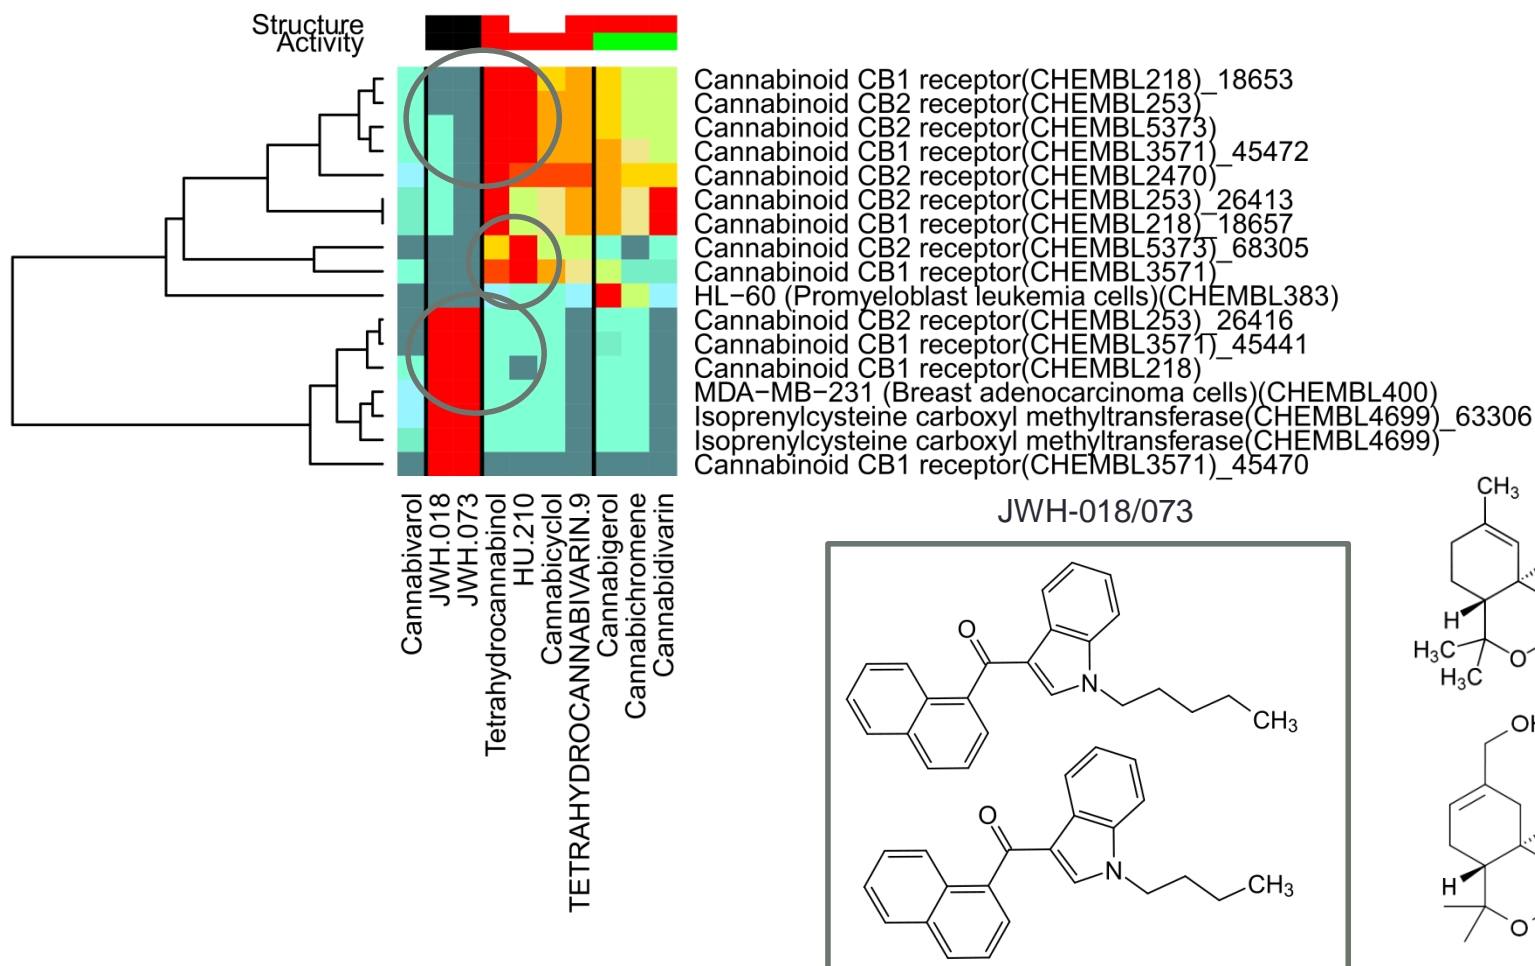 Structure
Activity
Cannabinoid CB1 receptor(CHEMBL218)_18653
Cannabinoid CB2 receptor(CHEMBL253)
Cannabinoid CB2 receptor(CHEMBL5373)
Cannabinoid CB1 receptor(CHEMBL3571)_45472
Cannabinoid CB2 receptor(CHEMBL2470)
Cannabinoid CB2 receptor(CHEMBL253)_26413
Cannabinoid CB1 receptor(CHEMBL218)_18657
Cannabinoid CB2 receptor(CHEMBL5373)_68305
Cannabinoid CB1 receptor(CHEMBL3571)
HL−60 (Promyeloblast leukemia cells)(CHEMBL383)
Cannabinoid CB2 receptor(CHEMBL253)_26416
Cannabinoid CB1 receptor(CHEMBL3571)_45441
Cannabinoid CB1 receptor(CHEMBL218)
MDA−MB−231 (Breast adenocarcinoma cells)(CHEMBL400)
Isoprenylcysteine carboxyl methyltransferase(CHEMBL4699)_63306
Isoprenylcysteine carboxyl methyltransferase(CHEMBL4699)
Cannabinoid CB1 receptor(CHEMBL3571)_45470
Cannabivarol
JWH.018
JWH.073
Tetrahydrocannabinol
HU.210
Cannabicyclol
TETRAHYDROCANNABIVARIN.9
Cannabigerol
Cannabichromene
Cannabidivarin
JWH-018/073
O
N
CH3
O
N
CH3
CH3
H
H3C
H3C
O
OH
H
O